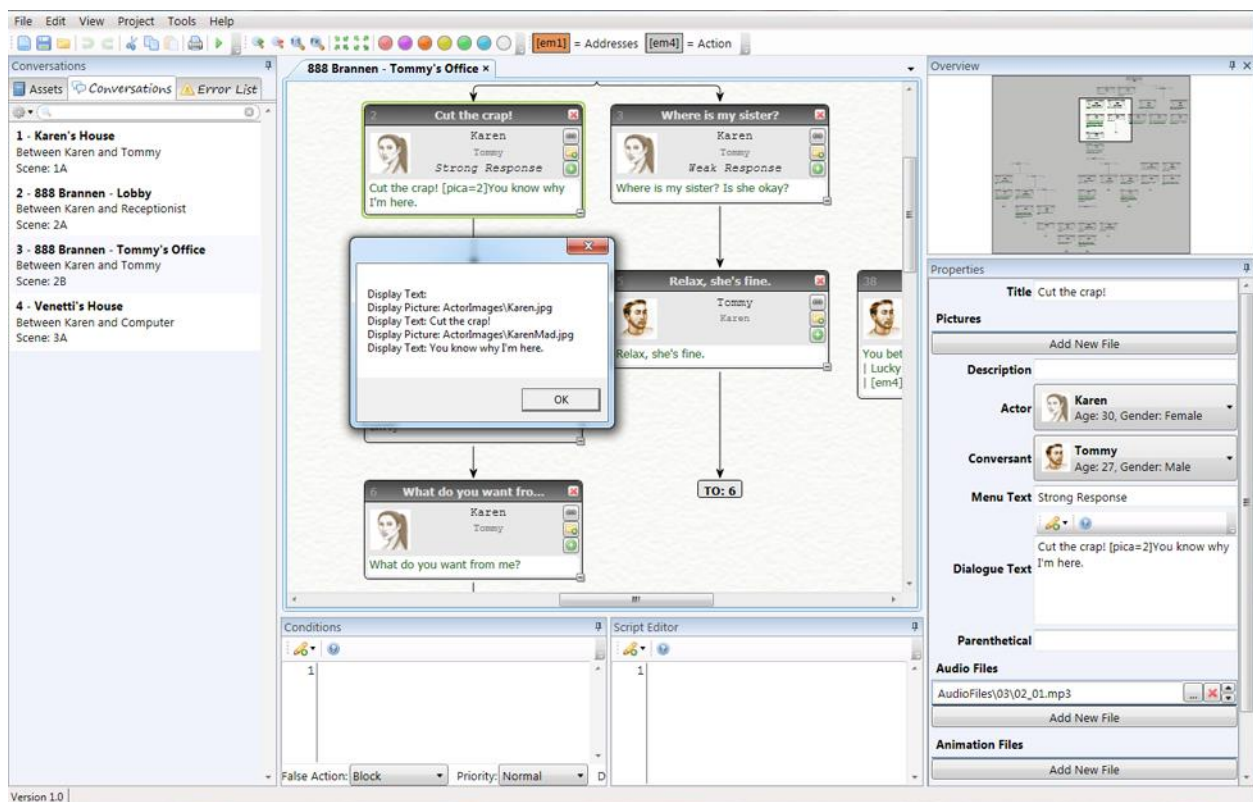 File Edit View Project Tools Help
[em1] = Addresses [em4] = Action
Conversations
Assets Conversations Error List
1 - Karen's House
Between Karen and Tommy
Scene: 1A
2 - 888 Brannen - Lobby
Between Karen and Receptionist
Scene: 2A
3 - 888 Brannen - Tommy's Office
Between Karen and Tommy
Scene: 2B
4 - Venetti's House
Between Karen and Computer
Scene: 3A
888 Brannen - Tommy's Office ×
2 Cut the crap!
Karen
Tommy
Strong Response
Cut the crap! [pica=2]You know why
I'm here.
3 Where is my sister?
Karen
Tommy
Weak Response
Where is my sister? Is she okay?
Display Text:
Display Picture: ActorImages\Karen.jpg
Display Text: Cut the crap!
Display Picture: ActorImages\KarenMad.jpg
Display Text: You know why I'm here.
OK
Relax, she's fine.
Tommy
Karen
Relax, she's fine.
38
You bet
| Lucky
| [em4]
TO: 6
6 What do you want fro...
Karen
Tommy
What do you want from me?
Conditions
1
False Action: Block Priority: Normal D
Script Editor
1
Overview
Properties
Title Cut the crap!
Pictures
Add New File
Description
Actor Karen
Age: 30, Gender: Female
Conversant Tommy
Age: 27, Gender: Male
Menu Text Strong Response
Dialogue Text Cut the crap! [pica=2]You know why
I'm here.
Parenthetical
Audio Files
AudioFiles\03\02_01.mp3 ...
Add New File
Animation Files
Add New File
Version 1.0